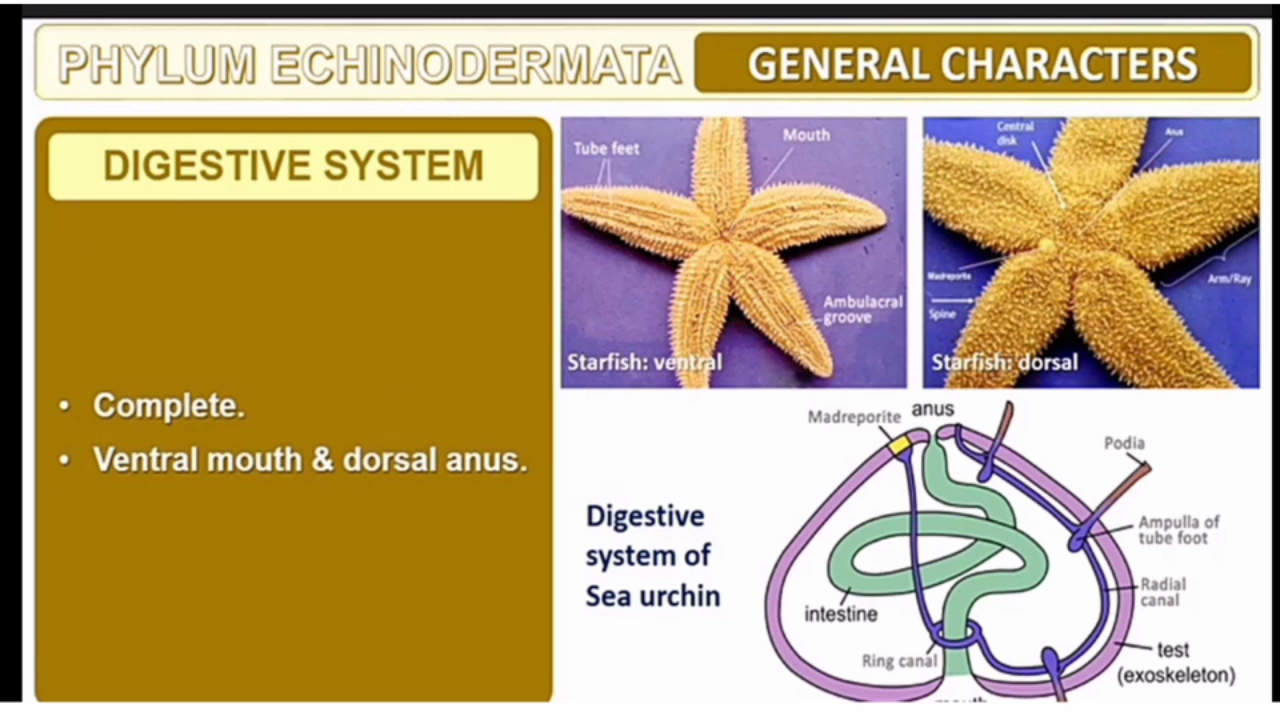 PHYLUM ECHINODERMATA
GENERAL CHARACTERS
DIGESTIVE SYSTEM
• Complete.
• Ventral mouth & dorsal anus.
Tube feet
Mouth
Ambulacral
groove
Starfish: ventral
Central
disk
Anus
Madreporite
Arm/Ray
Spine
Starfish: dorsal
Digestive
system of
Sea urchin
Madreporite
anus
Podia
Ampulla of
tube foot
Radial
canal
intestine
Ring canal
test
(exoskeleton)